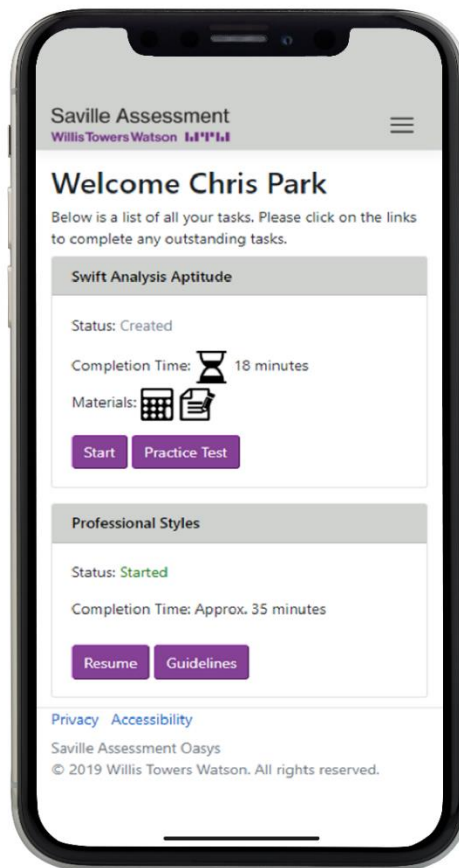 Saville Assessment
WillisTowersWatson
Welcome Chris Park
Below is a list of all your tasks. Please click on the links
to complete any outstanding tasks.
Swift Analysis Aptitude
Status: Created
Completion Time: 18 minutes
Materials:
Start Practice Test
Professional Styles
Status: Started
Completion Time: Approx. 35 minutes
Resume Guidelines
Privacy Accessibility
Saville Assessment Oasys
© 2019 Willis Towers Watson. All rights reserved.